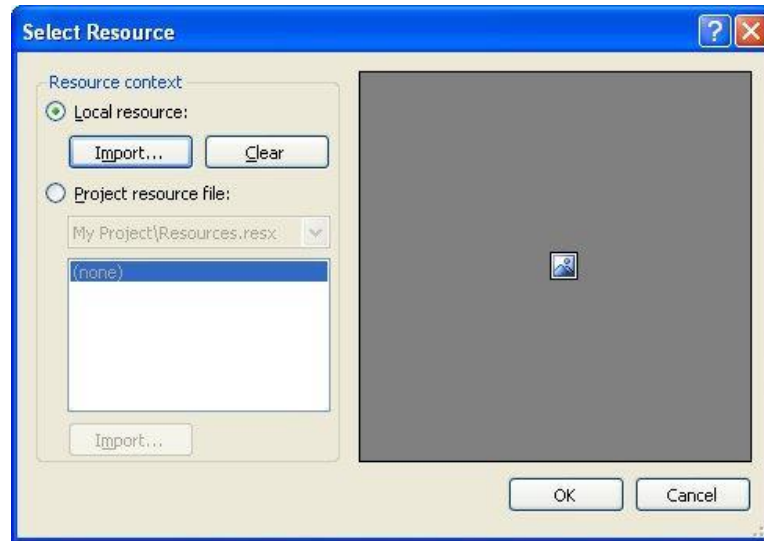 Select Resource
Resource context
Local resource:
Import... Clear
Project resource file:
My Project\Resources.resx
(none)
Import...
OK Cancel